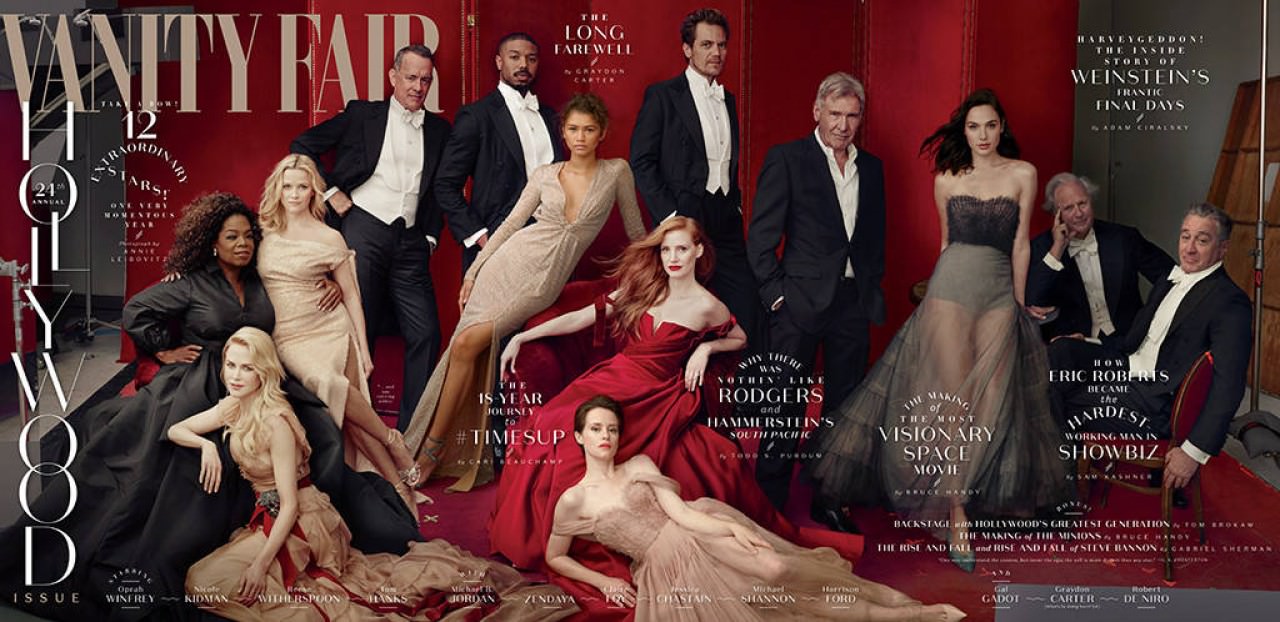 VANITY FAIR
HOLLYWOOD
24th
ANNUAL
ISSUE
TAKE A BOW!
12
EXTRAORDINARY
STARS!
ONE VERY
MOMENTOUS
YEAR
Photographs by
ANNIE
LEIBOVITZ
THE
LONG
FAREWELL
By GRAYDON
CARTER
HARVEYGEDDON!
THE INSIDE
STORY OF
WEINSTEIN'S
FRANTIC
FINAL DAYS
By ADAM CIRALSKY
THE
18-YEAR
JOURNEY
to
#TIMESUP
By CARI BEAUCHAMP
WHY THERE
WAS
NOTHIN' LIKE
RODGERS
and
HAMMERSTEIN'S
SOUTH PACIFIC
By TODD S. PURDUM
THE MAKING
of
THE MOST
VISIONARY
SPACE
MOVIE
By BRUCE HANDY
HOW
ERIC ROBERTS
BECAME
the
HARDEST-
WORKING MAN IN
SHOWBIZ
By SAM KASHNER
BONUS!
BACKSTAGE with HOLLYWOOD'S GREATEST GENERATION By TOM BROKAW
THE MAKING of THE MINIONS By BRUCE HANDY
THE RISE AND FALL and RISE AND FALL of STEVE BANNON By GABRIEL SHERMAN
STARRING
Oprah
WINFREY
Nicole
KIDMAN
Reese
WITHERSPOON
Tom
HANKS
WITH
Michael B.
JORDAN
ZENDAYA
Claire
FOY
Jessica
CHASTAIN
Michael
SHANNON
Harrison
FORD
AND
Gal
GADOT
Graydon
CARTER
Robert
DE NIRO